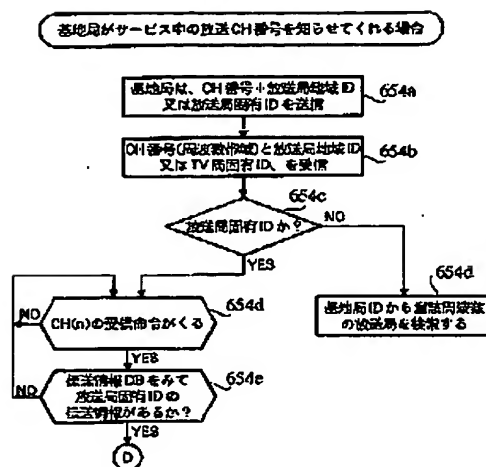 基地局がサービス中の放送CH番号を知らせてくれる場合
基地局は、CH番号+放送局地域ID
又は放送局固有IDを送信
654a
CH番号(周波数帯域)と放送局地域ID
又はTV局固有ID、を受信
654b
654c
放送局固有IDか?
NO
YES
654d
NO
CH(n)の受信命令がくる
654d
基地局IDから
の放送局を検索する
YES
654e
NO
伝送情報DBをみて
放送局固有IDの
伝送情報があるか?
YES
D